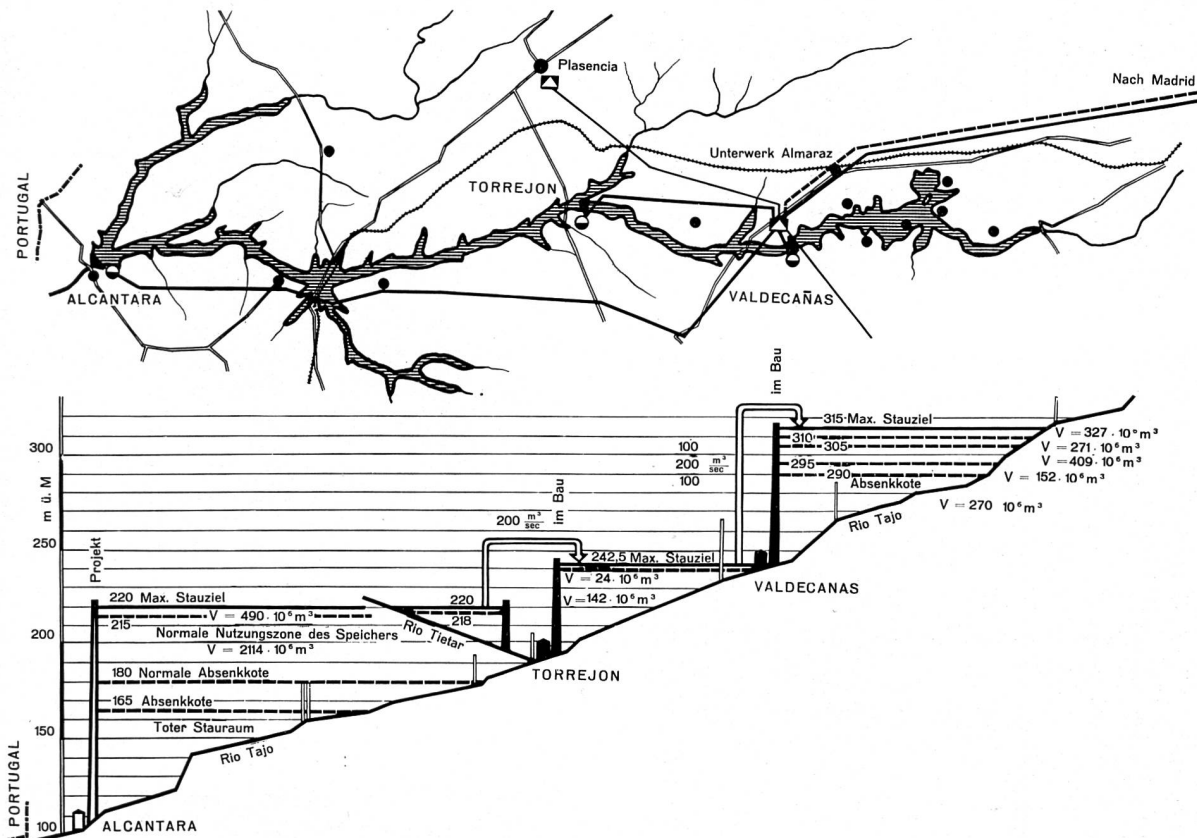 Plasencia
Nach Madrid
Unterwerk Almaraz
PORTUGAL
TORREJON
ALCANTARA
VALDECAÑAS
im Bau
315 Max. Stauziel
310
305
295
290
Absenkkote
V = 327 · 10⁶ m³
V = 271 · 10⁶ m³
V = 409 · 10⁶ m³
V = 152 · 10⁶ m³
V = 270 10⁶ m³
Rio Tajo
100
200 m³/sec
100
300
m ü. M
250
200
150
100
im Bau
200 m³/sec
242,5 Max. Stauziel
V = 24 · 10⁶ m³
V = 142 · 10⁶ m³
VALDECANAS
Projekt
220 Max. Stauziel
215
V = 490 · 10⁶ m³
Normale Nutzungszone des Speichers
V = 2114 · 10⁶ m³
220
218
Rio Tietar
TORREJON
180 Normale Absenkkote
165 Absenkkote
Toter Stauraum
Rio Tajo
PORTUGAL
ALCANTARA